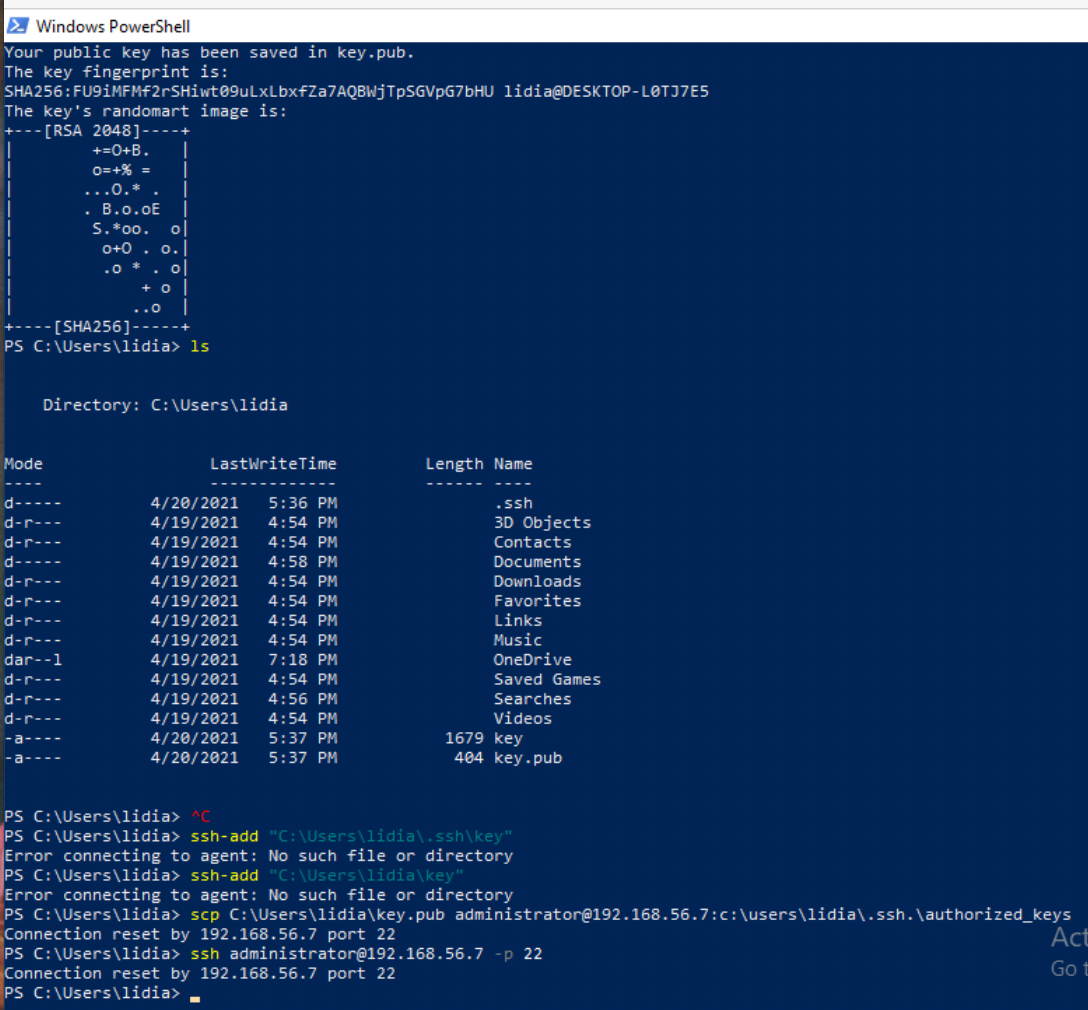 Windows PowerShell
Your public key has been saved in key.pub.
The key fingerprint is:
SHA256:FU9iMFMf2rSHiwt09uLxLbxfZa7AQBWjTpSGVpG7bHU lidia@DESKTOP-L0TJ7E5
The key's randomart image is:
+---[RSA 2048]----+
|        +=O+B.   |
|        o=+% =   |
|       ...O.* .  |
|       . B.o.oE  |
|        S.*oo.  o|
|         o+O . o.|
|         .o * . o|
|             + o |
|            ..o  |
+----[SHA256]-----+
PS C:\Users\lidia> ls
Directory: C:\Users\lidia
Mode                 LastWriteTime         Length Name
----                 -------------         ------ ----
d-----         4/20/2021   5:36 PM                .ssh
d-r---         4/19/2021   4:54 PM                3D Objects
d-r---         4/19/2021   4:54 PM                Contacts
d-----         4/19/2021   4:58 PM                Documents
d-r---         4/19/2021   4:54 PM                Downloads
d-r---         4/19/2021   4:54 PM                Favorites
d-r---         4/19/2021   4:54 PM                Links
d-r---         4/19/2021   4:54 PM                Music
dar--l         4/19/2021   7:18 PM                OneDrive
d-r---         4/19/2021   4:54 PM                Saved Games
d-r---         4/19/2021   4:56 PM                Searches
d-r---         4/19/2021   4:54 PM                Videos
-a----         4/20/2021   5:37 PM           1679 key
-a----         4/20/2021   5:37 PM            404 key.pub
PS C:\Users\lidia> ^C
PS C:\Users\lidia> ssh-add "C:\Users\lidia\.ssh\key"
Error connecting to agent: No such file or directory
PS C:\Users\lidia> ssh-add "C:\Users\lidia\key"
Error connecting to agent: No such file or directory
PS C:\Users\lidia> scp C:\Users\lidia\key.pub administrator@192.168.56.7:c:\users\lidia\.ssh.\authorized_keys
Connection reset by 192.168.56.7 port 22
PS C:\Users\lidia> ssh administrator@192.168.56.7 -p 22
Connection reset by 192.168.56.7 port 22
PS C:\Users\lidia>
Act
Go t